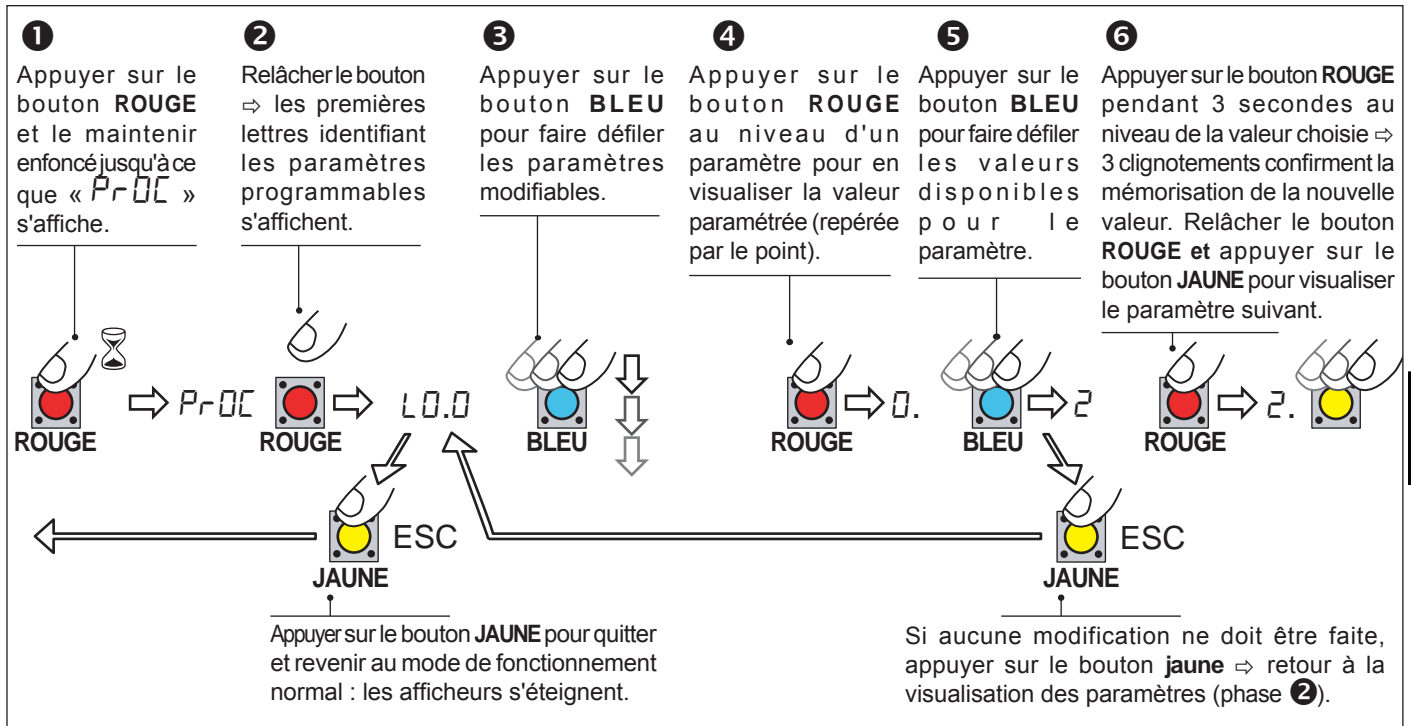 ❶
Appuyer sur le
bouton ROUGE
et le maintenir
enfoncé jusqu'à ce
que « PrOC »
s'affiche.
❷
Relâcher le bouton
⇨ les premières
lettres identifiant
les paramètres
programmables
s'affichent.
❸
Appuyer sur le
bouton BLEU
pour faire défiler
les paramètres
modifiables.
❹
Appuyer sur le
bouton ROUGE
au niveau d'un
paramètre pour en
visualiser la valeur
paramétrée (repérée
par le point).
❺
Appuyer sur le
bouton BLEU
pour faire défiler
les valeurs
disponibles
pour le
paramètre.
❻
Appuyer sur le bouton ROUGE
pendant 3 secondes au
niveau de la valeur choisie ⇨
3 clignotements confirment la
mémorisation de la nouvelle
valeur. Relâcher le bouton
ROUGE et appuyer sur le
bouton JAUNE pour visualiser
le paramètre suivant.
PrOC
L0.0
0.
2
2.
ROUGE
ROUGE
BLEU
ROUGE
BLEU
ROUGE
ESC
JAUNE
ESC
JAUNE
Appuyer sur le bouton JAUNE pour quitter
et revenir au mode de fonctionnement
normal : les afficheurs s'éteignent.
Si aucune modification ne doit être faite,
appuyer sur le bouton jaune ⇨ retour à la
visualisation des paramètres (phase ❷).